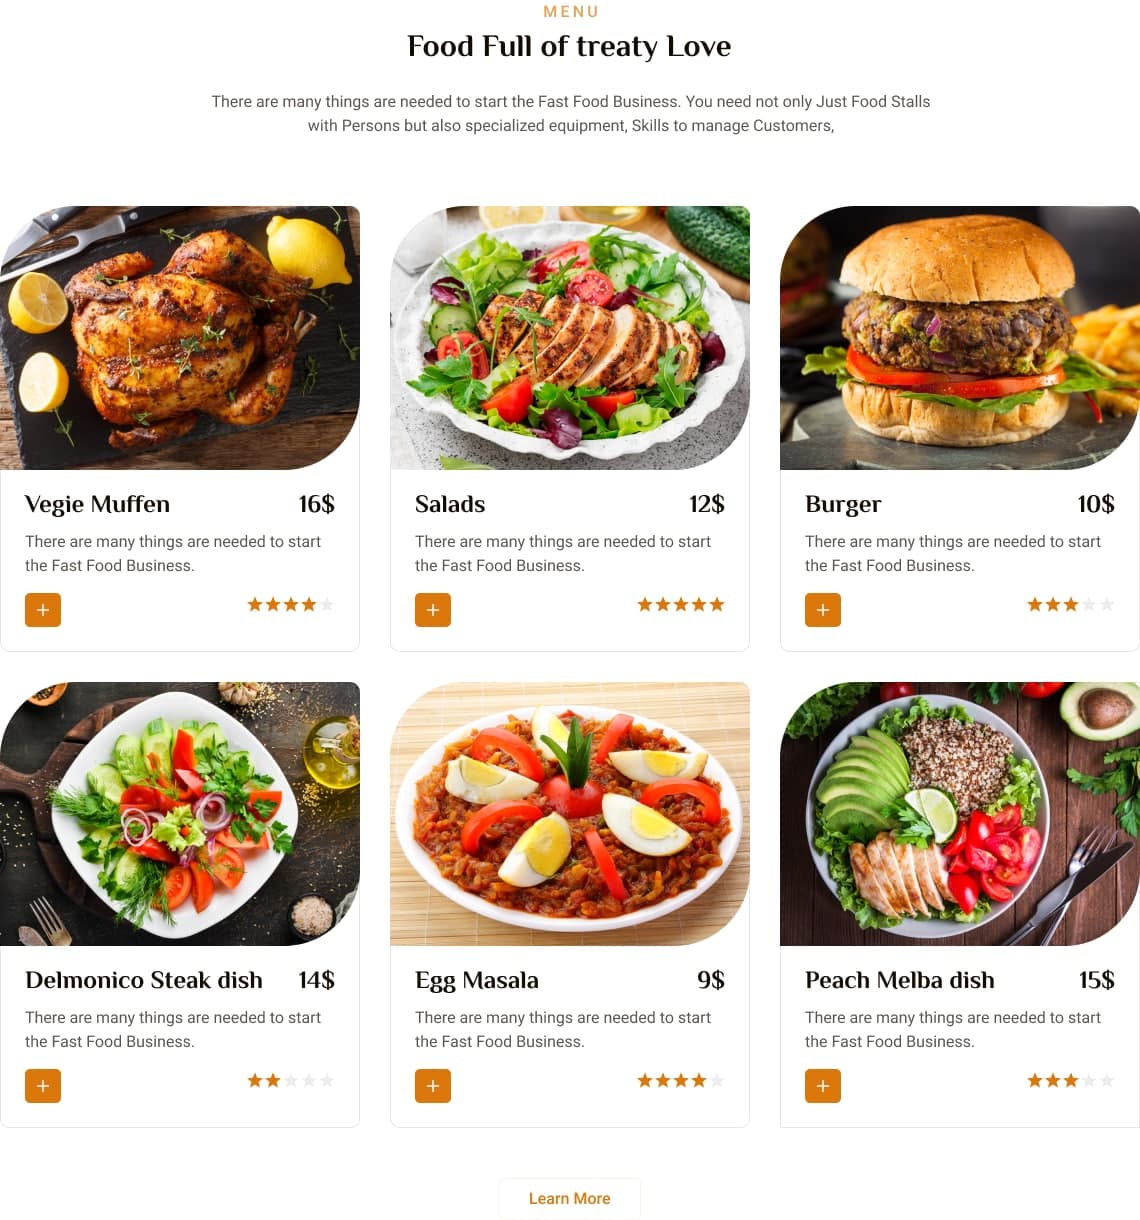 MENU
Food Full of treaty Love
There are many things are needed to start the Fast Food Business. You need not only Just Food Stalls
with Persons but also specialized equipment, Skills to manage Customers,
Vegie Muffen 16$
There are many things are needed to start
the Fast Food Business.
+
Salads 12$
There are many things are needed to start
the Fast Food Business.
+
Burger 10$
There are many things are needed to start
the Fast Food Business.
+
Delmonico Steak dish 14$
There are many things are needed to start
the Fast Food Business.
+
Egg Masala 9$
There are many things are needed to start
the Fast Food Business.
+
Peach Melba dish 15$
There are many things are needed to start
the Fast Food Business.
+
Learn More